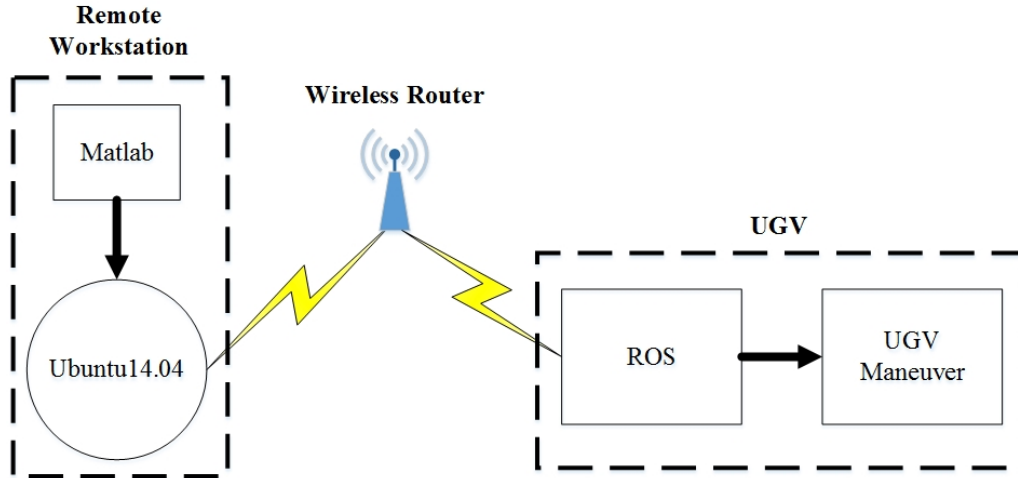 Remote
Workstation
Matlab
Ubuntu14.04
Wireless Router
UGV
ROS
UGV
Maneuver